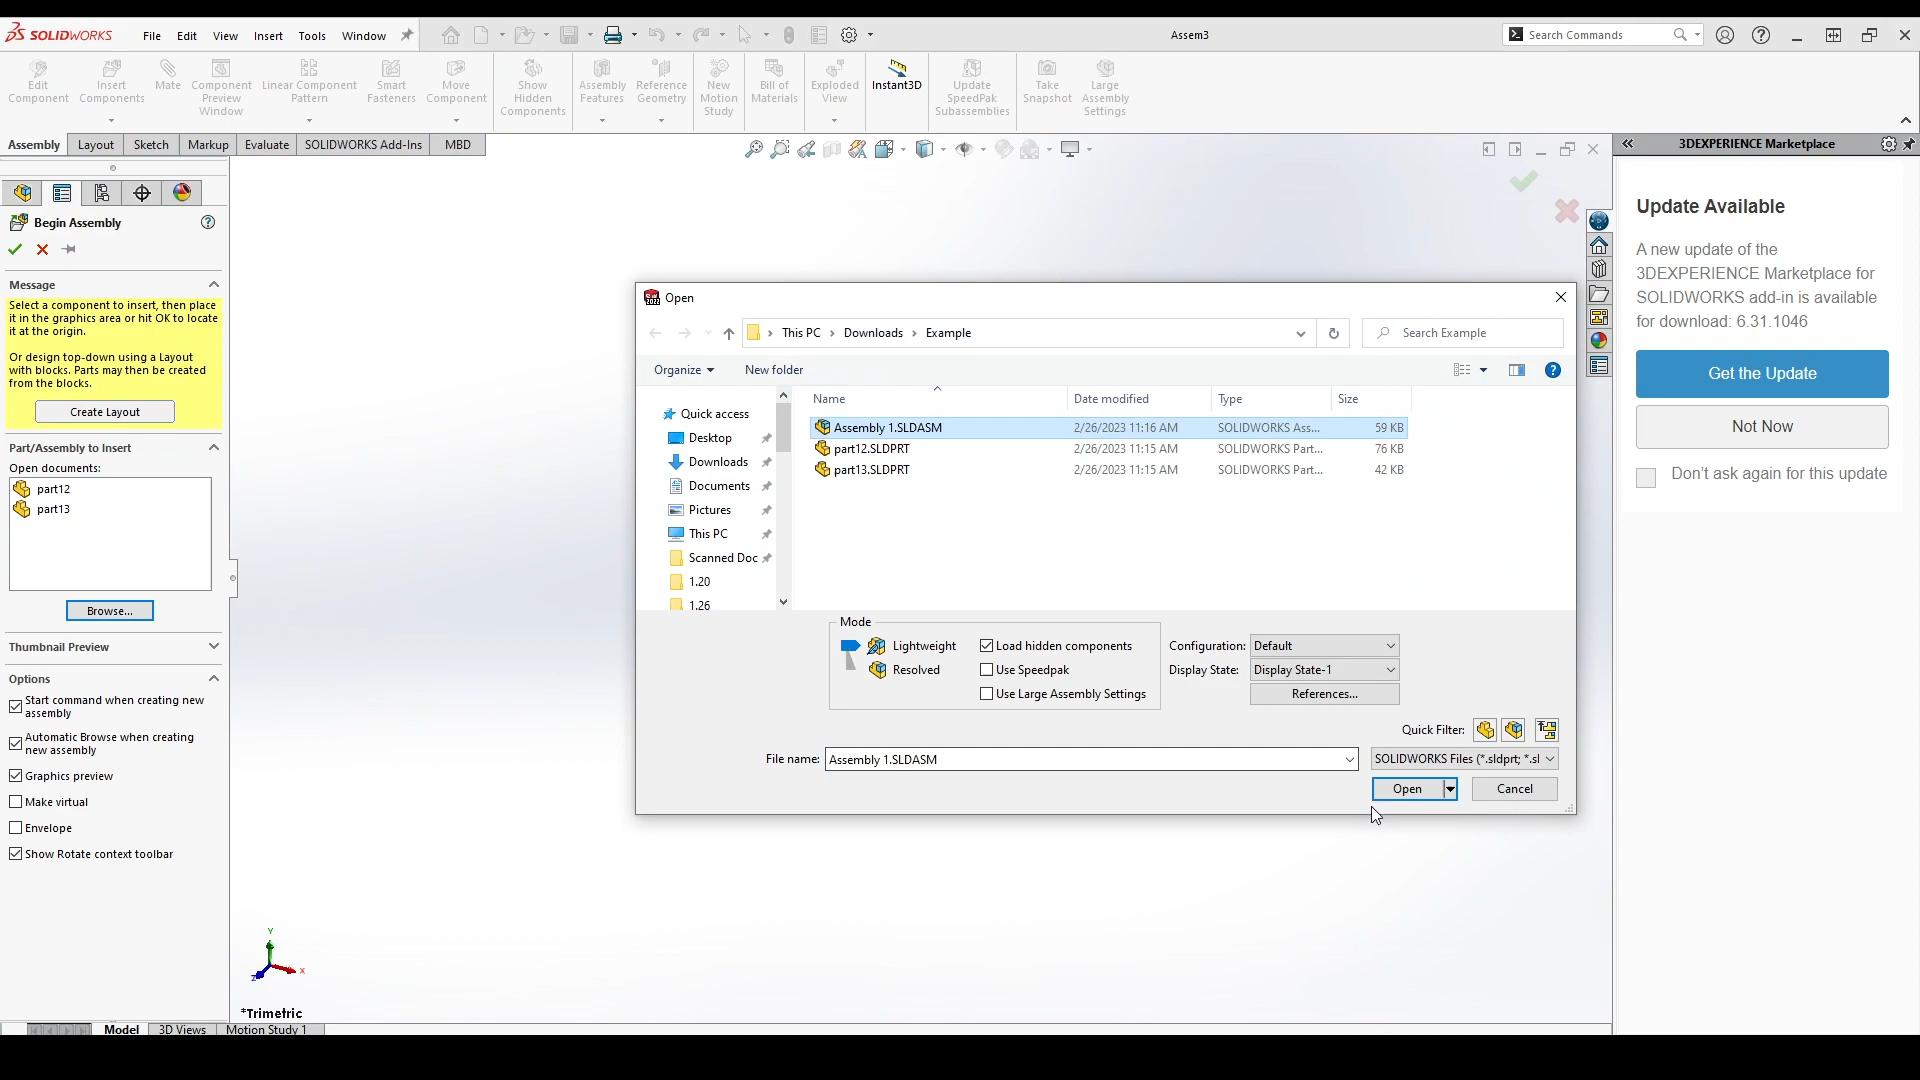 SOLIDWORKS File Edit View Insert Tools Window Assem3 Search Commands
Edit Component
Insert Components
Mate
Component Preview Window
Linear Component Pattern
Smart Fasteners
Move Component
Show Hidden Components
Assembly Features
Reference Geometry
New Motion Study
Bill of Materials
Exploded View
Instant3D
Update SpeedPak Subassemblies
Take Snapshot
Large Assembly Settings
Assembly Layout Sketch Markup Evaluate SOLIDWORKS Add-Ins MBD
Begin Assembly
Message
Select a component to insert, then place
it in the graphics area or hit OK to locate
it at the origin.
Or design top-down using a Layout
with blocks. Parts may then be created
from the blocks.
Create Layout
Part/Assembly to Insert
Open documents:
part12
part13
Browse...
Thumbnail Preview
Options
Start command when creating new
assembly
Automatic Browse when creating
new assembly
Graphics preview
Make virtual
Envelope
Show Rotate context toolbar
Y
X
Z
*Trimetric
Model 3D Views Motion Study 1
Open
This PC › Downloads › Example
Search Example
Organize New folder
Quick access
Desktop
Downloads
Documents
Pictures
This PC
Scanned Doc
1.20
1.26
Name Date modified Type Size
Assembly 1.SLDASM 2/26/2023 11:16 AM SOLIDWORKS Ass... 59 KB
part12.SLDPRT 2/26/2023 11:15 AM SOLIDWORKS Part... 76 KB
part13.SLDPRT 2/26/2023 11:15 AM SOLIDWORKS Part... 42 KB
Mode
Lightweight
Resolved
Load hidden components
Use Speedpak
Use Large Assembly Settings
Configuration: Default
Display State: Display State-1
References...
Quick Filter:
File name: Assembly 1.SLDASM SOLIDWORKS Files (*.sldprt; *.sl
Open Cancel
3DEXPERIENCE Marketplace
Update Available
A new update of the
3DEXPERIENCE Marketplace for
SOLIDWORKS add-in is available
for download: 6.31.1046
Get the Update
Not Now
Don't ask again for this update